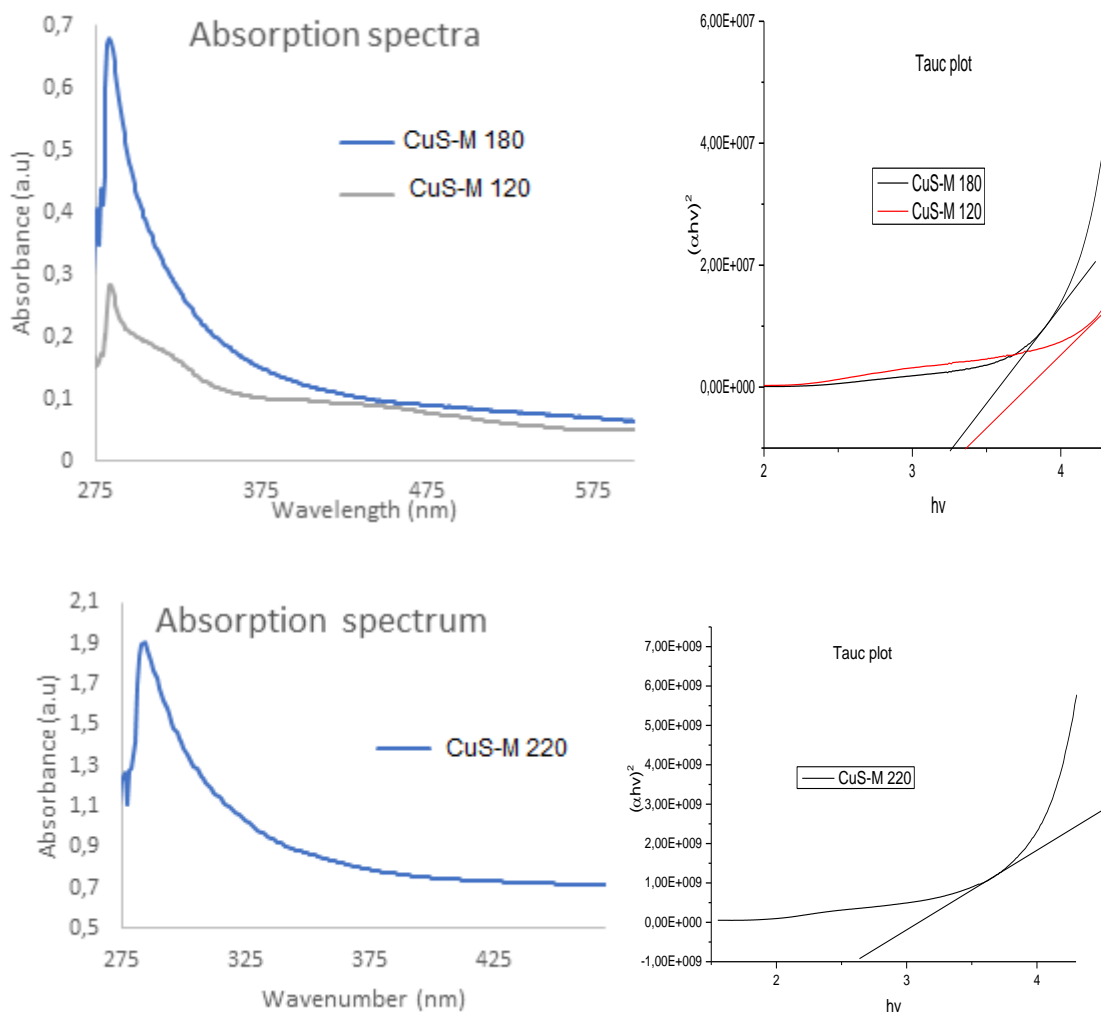 Absorption spectra
0,7
0,6
0,5
0,4
0,3
0,2
0,1
0
Absorbance (a.u)
CuS-M 180
CuS-M 120
275
375
475
575
Wavelength (nm)
Tauc plot
6,00E+007
4,00E+007
2,00E+007
0,00E+000
(αhν)²
CuS-M 180
CuS-M 120
2
3
4
hν
Absorption spectrum
2,1
1,9
1,7
1,5
1,3
1,1
0,9
0,7
0,5
Absorbance (a.u)
CuS-M 220
275
325
375
425
Wavenumber (nm)
Tauc plot
7,00E+009
6,00E+009
5,00E+009
4,00E+009
3,00E+009
2,00E+009
1,00E+009
0,00E+000
-1,00E+009
(αhν)²
CuS-M 220
2
3
4
hν